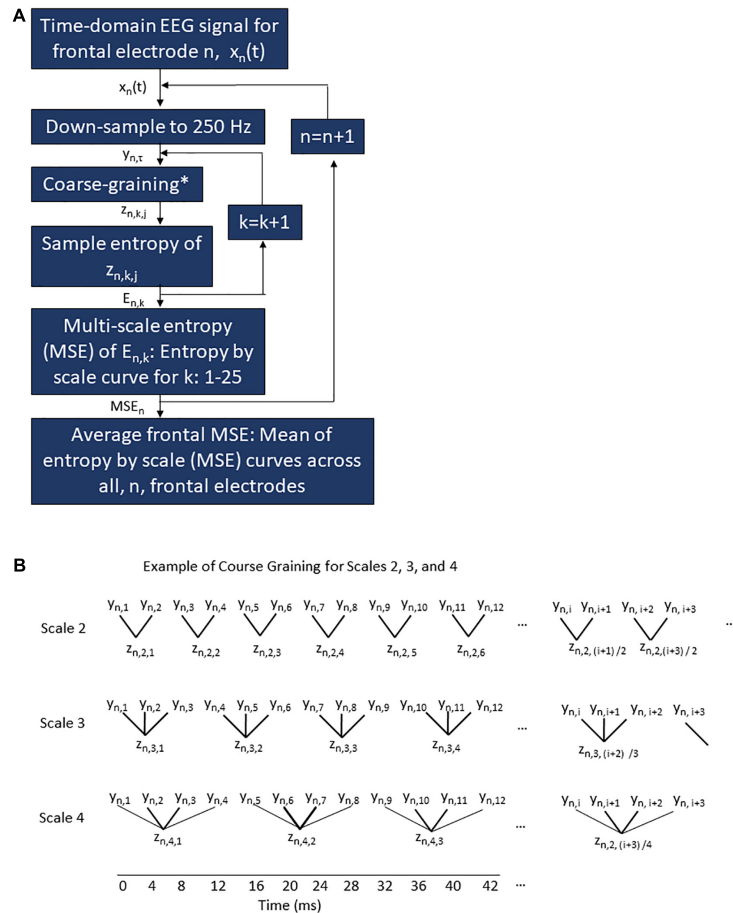 A
Time-domain EEG signal for
frontal electrode n, xn(t)
xn(t)
Down-sample to 250 Hz
n=n+1
yn,τ
Coarse-graining*
zn,k,j
k=k+1
Sample entropy of
zn,k,j
En,k
Multi-scale entropy
(MSE) of En,k: Entropy by
scale curve for k: 1-25
MSEn
Average frontal MSE: Mean of
entropy by scale (MSE) curves across
all, n, frontal electrodes
B
Example of Course Graining for Scales 2, 3, and 4
yn,1 yn,2 yn,3 yn,4 yn,5 yn,6 yn,7 yn,8 yn,9 yn,10 yn,11 yn,12 yn,i yn,i+1 yn,i+2 yn,i+3
Scale 2 ... ..
zn,2,1 zn,2,2 zn,2,3 zn,2,4 zn,2,5 zn,2,6 zn,2,(i+1)/2 zn,2,(i+3)/2
yn,1 yn,2 yn,3 yn,4 yn,5 yn,6 yn,7 yn,8 yn,9 yn,10 yn,11 yn,12 yn,i yn,i+1 yn,i+2 yn,i+3
Scale 3 ...
zn,3,1 zn,3,2 zn,3,3 zn,3,4 zn,3,(i+2)/3
yn,1 yn,2 yn,3 yn,4 yn,5 yn,6 yn,7 yn,8 yn,9 yn,10 yn,11 yn,12 yn,i yn,i+1 yn,i+2 yn,i+3
Scale 4 ...
zn,4,1 zn,4,2 zn,4,3 zn,2,(i+3)/4
0 4 8 12 16 20 24 28 32 36 40 42 ...
Time (ms)